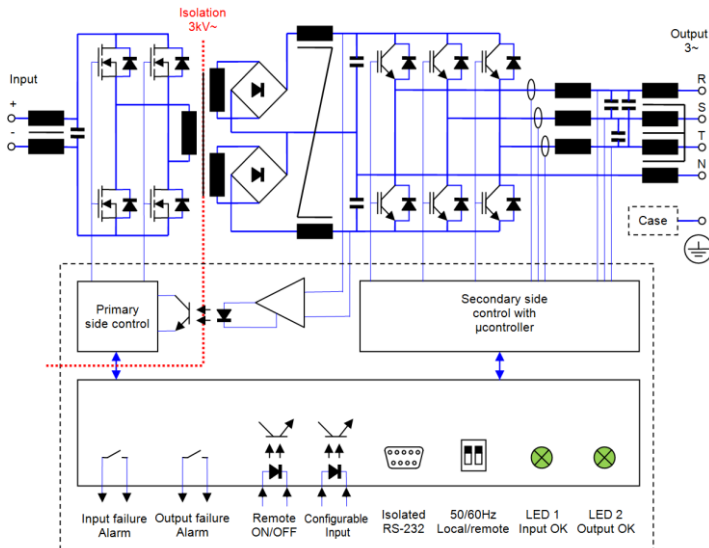 Isolation
3kV~
Output
3~
Input
+
-
R
S
T
N
Case
Primary
side control
Secondary side
control with
µcontroller
Input failure
Alarm
Output failure
Alarm
Remote
ON/OFF
Configurable
Input
Isolated
RS-232
50/60Hz
Local/remote
LED 1
Input OK
LED 2
Output OK